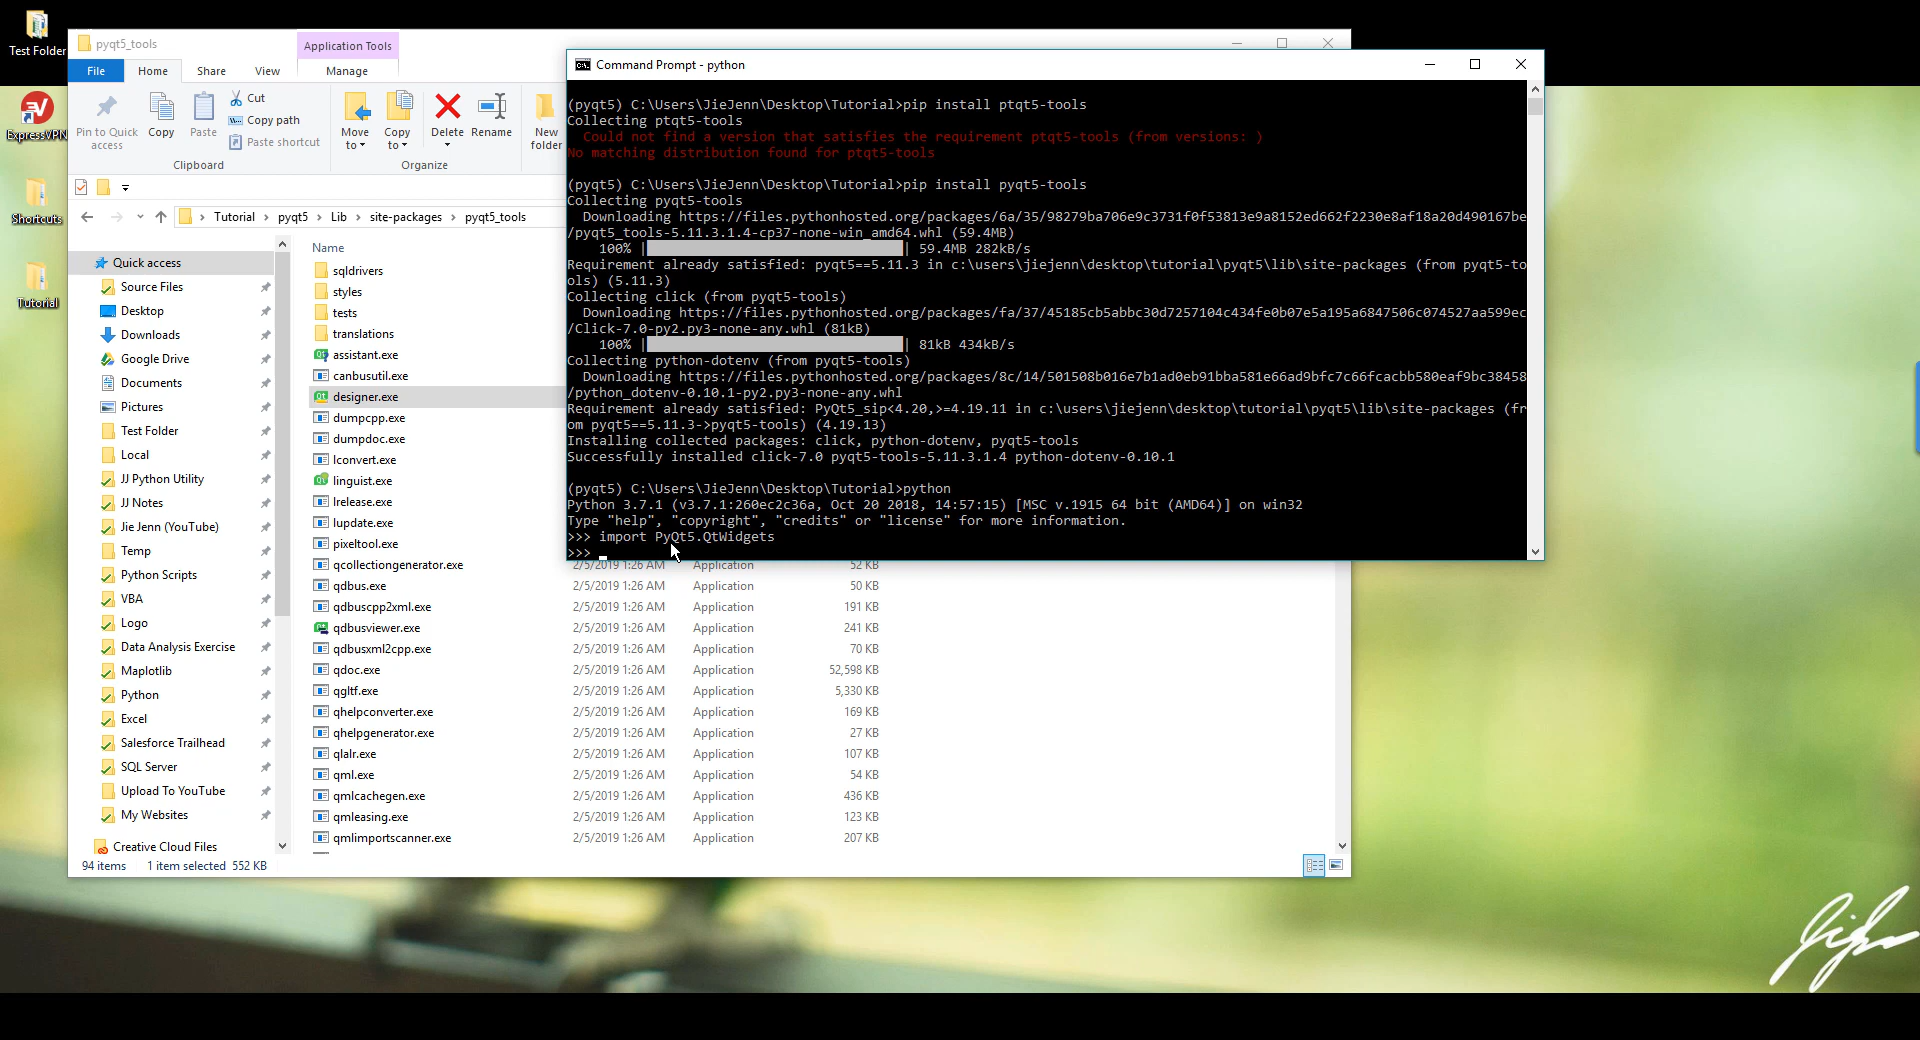 Test Folder
ExpressVPN
Shortcuts
Tutorial
pyqt5_tools
Application Tools
File
Home
Share
View
Manage
Pin to Quick access
Copy
Paste
Cut
Copy path
Paste shortcut
Clipboard
Move to
Copy to
Delete
Rename
Organize
New folder
Tutorial > pyqt5 > Lib > site-packages > pyqt5_tools
Quick access
Source Files
Desktop
Downloads
Google Drive
Documents
Pictures
Test Folder
Local
JJ Python Utility
JJ Notes
Jie Jenn (YouTube)
Temp
Python Scripts
VBA
Logo
Data Analysis Exercise
Maplotlib
Python
Excel
Salesforce Trailhead
SQL Server
Upload To YouTube
My Websites
Creative Cloud Files
Name
sqldrivers
styles
tests
translations
assistant.exe
canbusutil.exe
designer.exe
dumpcpp.exe
dumpdoc.exe
lconvert.exe
linguist.exe
lrelease.exe
lupdate.exe
pixeltool.exe
qcollectiongenerator.exe 2/5/2019 1:26 AM Application 52 KB
qdbus.exe 2/5/2019 1:26 AM Application 50 KB
qdbuscpp2xml.exe 2/5/2019 1:26 AM Application 191 KB
qdbusviewer.exe 2/5/2019 1:26 AM Application 241 KB
qdbusxml2cpp.exe 2/5/2019 1:26 AM Application 70 KB
qdoc.exe 2/5/2019 1:26 AM Application 52,598 KB
qgltf.exe 2/5/2019 1:26 AM Application 5,330 KB
qhelpconverter.exe 2/5/2019 1:26 AM Application 169 KB
qhelpgenerator.exe 2/5/2019 1:26 AM Application 27 KB
qlalr.exe 2/5/2019 1:26 AM Application 107 KB
qml.exe 2/5/2019 1:26 AM Application 54 KB
qmlcachegen.exe 2/5/2019 1:26 AM Application 436 KB
qmleasing.exe 2/5/2019 1:26 AM Application 123 KB
qmlimportscanner.exe 2/5/2019 1:26 AM Application 207 KB
94 items 1 item selected 552 KB
Command Prompt - python
(pyqt5) C:\Users\JieJenn\Desktop\Tutorial>pip install ptqt5-tools
Collecting ptqt5-tools
Could not find a version that satisfies the requirement ptqt5-tools (from versions: )
No matching distribution found for ptqt5-tools
(pyqt5) C:\Users\JieJenn\Desktop\Tutorial>pip install pyqt5-tools
Collecting pyqt5-tools
Downloading https://files.pythonhosted.org/packages/6a/35/98279ba706e9c3731f0f53813e9a8152ed662f2230e8af18a20d490167be
/pyqt5_tools-5.11.3.1.4-cp37-none-win_amd64.whl (59.4MB)
100% | | 59.4MB 282kB/s
Requirement already satisfied: pyqt5==5.11.3 in c:\users\jiejenn\desktop\tutorial\pyqt5\lib\site-packages (from pyqt5-to
ols) (5.11.3)
Collecting click (from pyqt5-tools)
Downloading https://files.pythonhosted.org/packages/fa/37/45185cb5abbc30d7257104c434fe0b07e5a195a6847506c074527aa599ec
/Click-7.0-py2.py3-none-any.whl (81kB)
100% | | 81kB 434kB/s
Collecting python-dotenv (from pyqt5-tools)
Downloading https://files.pythonhosted.org/packages/8c/14/501508b016e7b1ad0eb91bba581e66ad9bfc7c66fcacbb580eaf9bc38458
/python_dotenv-0.10.1-py2.py3-none-any.whl
Requirement already satisfied: PyQt5_sip<4.20,>=4.19.11 in c:\users\jiejenn\desktop\tutorial\pyqt5\lib\site-packages (fr
om pyqt5==5.11.3->pyqt5-tools) (4.19.13)
Installing collected packages: click, python-dotenv, pyqt5-tools
Successfully installed click-7.0 pyqt5-tools-5.11.3.1.4 python-dotenv-0.10.1
(pyqt5) C:\Users\JieJenn\Desktop\Tutorial>python
Python 3.7.1 (v3.7.1:260ec2c36a, Oct 20 2018, 14:57:15) [MSC v.1915 64 bit (AMD64)] on win32
Type "help", "copyright", "credits" or "license" for more information.
>>> import PyQt5.QtWidgets
>>>